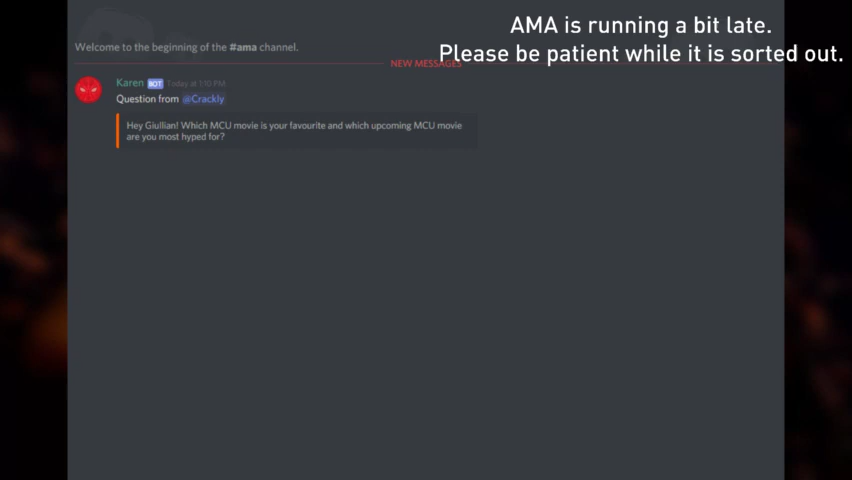 AMA is running a bit late.
Please be patient while it is sorted out.
Welcome to the beginning of the #ama channel.
NEW MESSAGES
Karen BOT Today at 1:10 PM
Question from @Crackly
Hey Giullian! Which MCU movie is your favourite and which upcoming MCU movie
are you most hyped for?